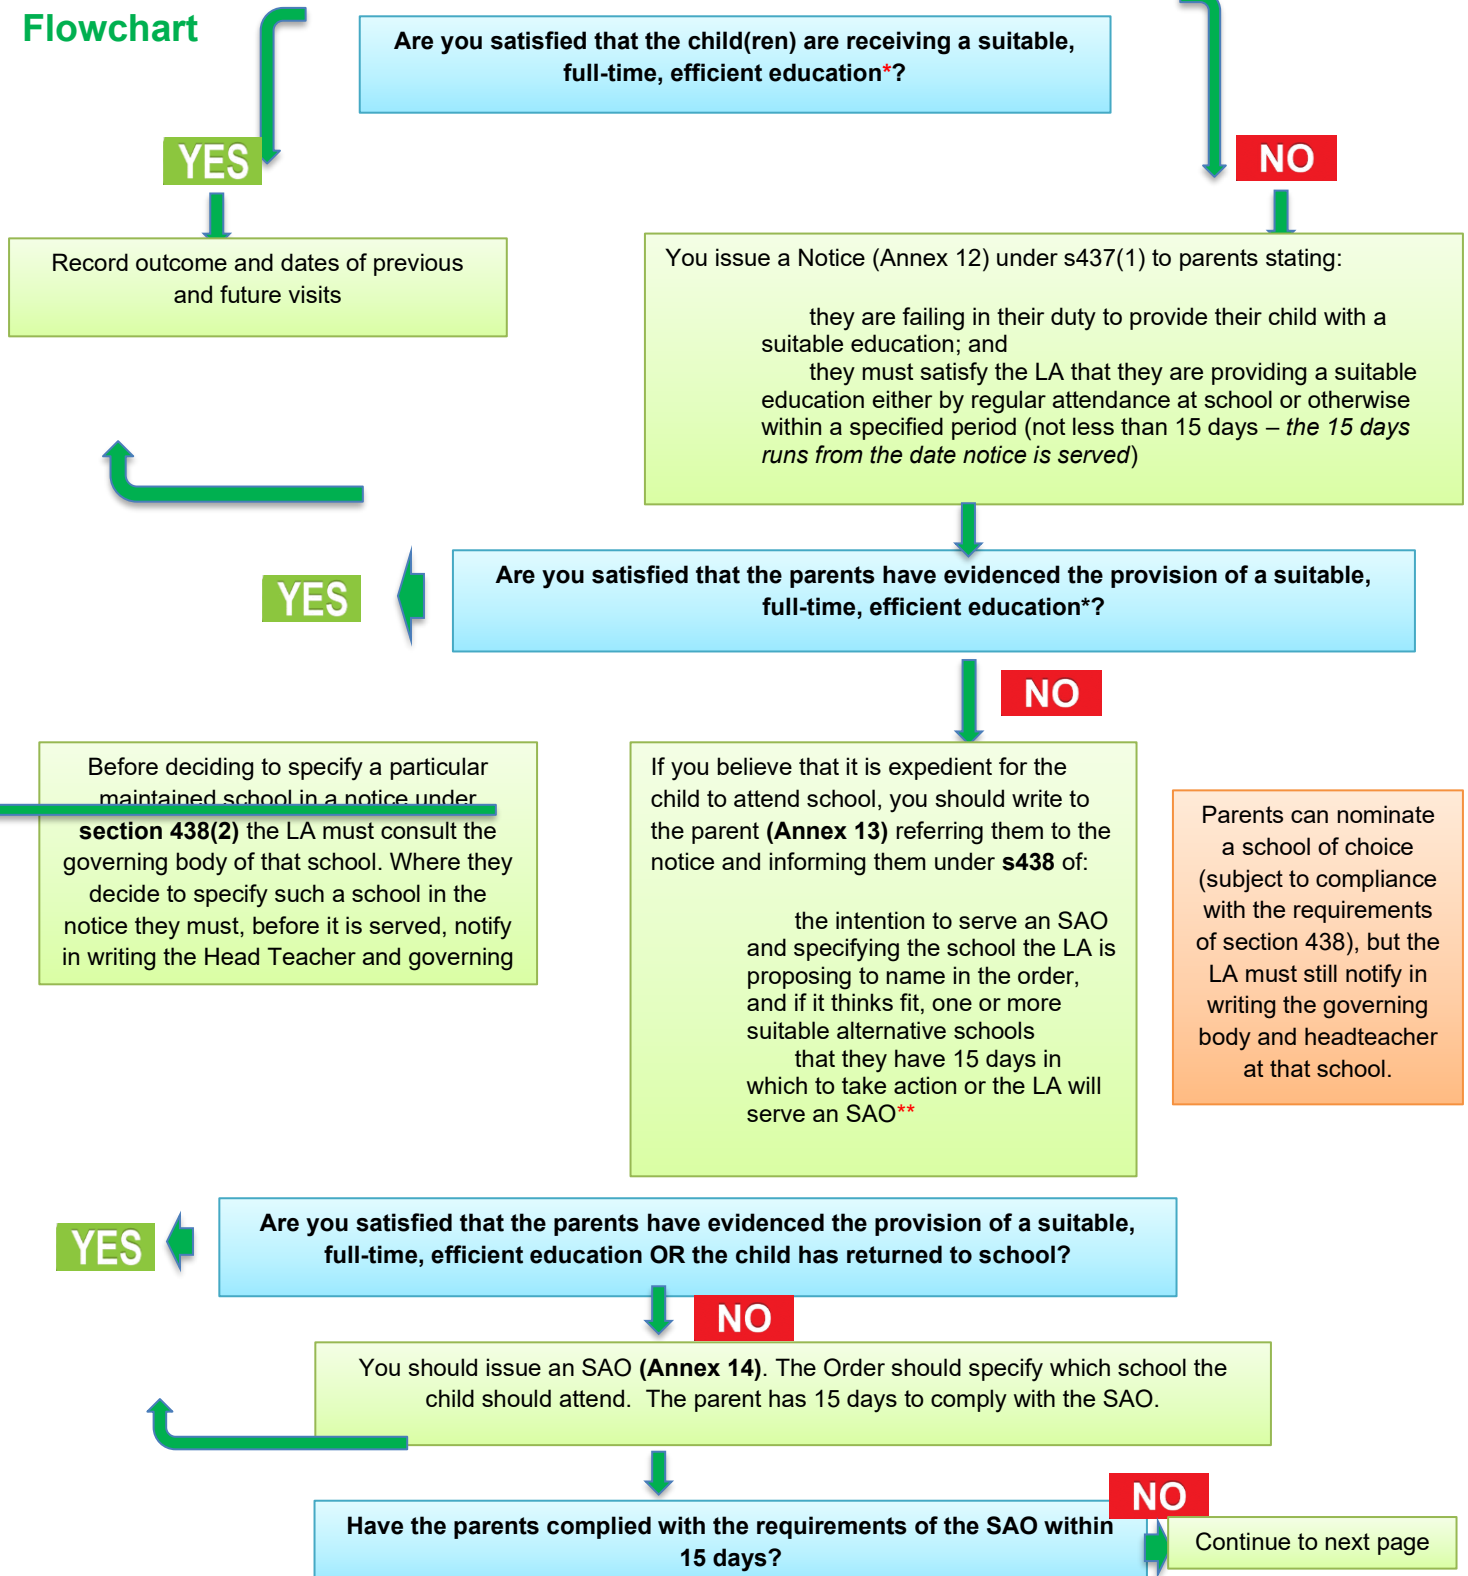 Flowchart
Are you satisfied that the child(ren) are receiving a suitable,
full-time, efficient education*?
YES
NO
Record outcome and dates of previous
and future visits
You issue a Notice (Annex 12) under s437(1) to parents stating:
they are failing in their duty to provide their child with a
suitable education; and
they must satisfy the LA that they are providing a suitable
education either by regular attendance at school or otherwise
within a specified period (not less than 15 days – the 15 days
runs from the date notice is served)
Are you satisfied that the parents have evidenced the provision of a suitable,
full-time, efficient education*?
YES
NO
Before deciding to specify a particular
maintained school in a notice under
section 438(2) the LA must consult the
governing body of that school. Where they
decide to specify such a school in the
notice they must, before it is served, notify
in writing the Head Teacher and governing
If you believe that it is expedient for the
child to attend school, you should write to
the parent (Annex 13) referring them to the
notice and informing them under s438 of:
the intention to serve an SAO
and specifying the school the LA is
proposing to name in the order,
and if it thinks fit, one or more
suitable alternative schools
that they have 15 days in
which to take action or the LA will
serve an SAO**
Parents can nominate
a school of choice
(subject to compliance
with the requirements
of section 438), but the
LA must still notify in
writing the governing
body and headteacher
at that school.
Are you satisfied that the parents have evidenced the provision of a suitable,
full-time, efficient education OR the child has returned to school?
YES
NO
You should issue an SAO (Annex 14). The Order should specify which school the
child should attend. The parent has 15 days to comply with the SAO.
Have the parents complied with the requirements of the SAO within
15 days?
NO
Continue to next page